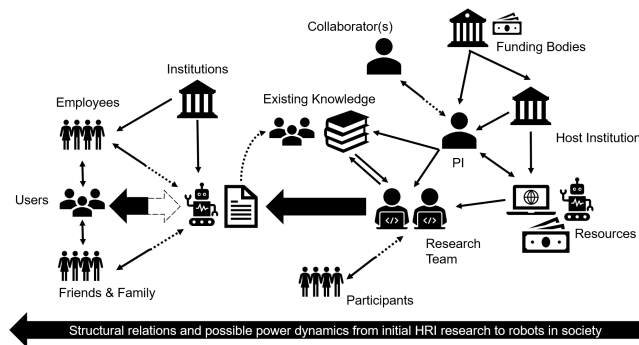 Collaborator(s)
Funding Bodies
Institutions
Employees
Existing Knowledge
Host Institution
PI
Users
Research
Team
Resources
Friends & Family
Participants
Structural relations and possible power dynamics from initial HRI research to robots in society